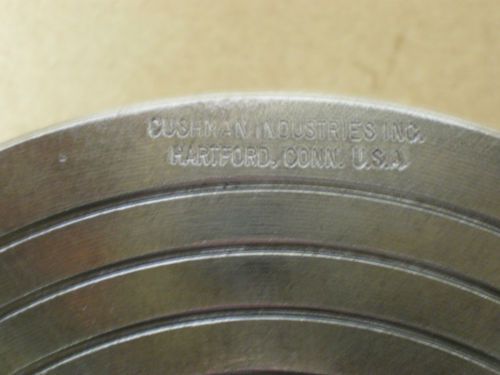 CUSHMAN INDUSTRIES INC.
HARTFORD, CONN. U.S.A.